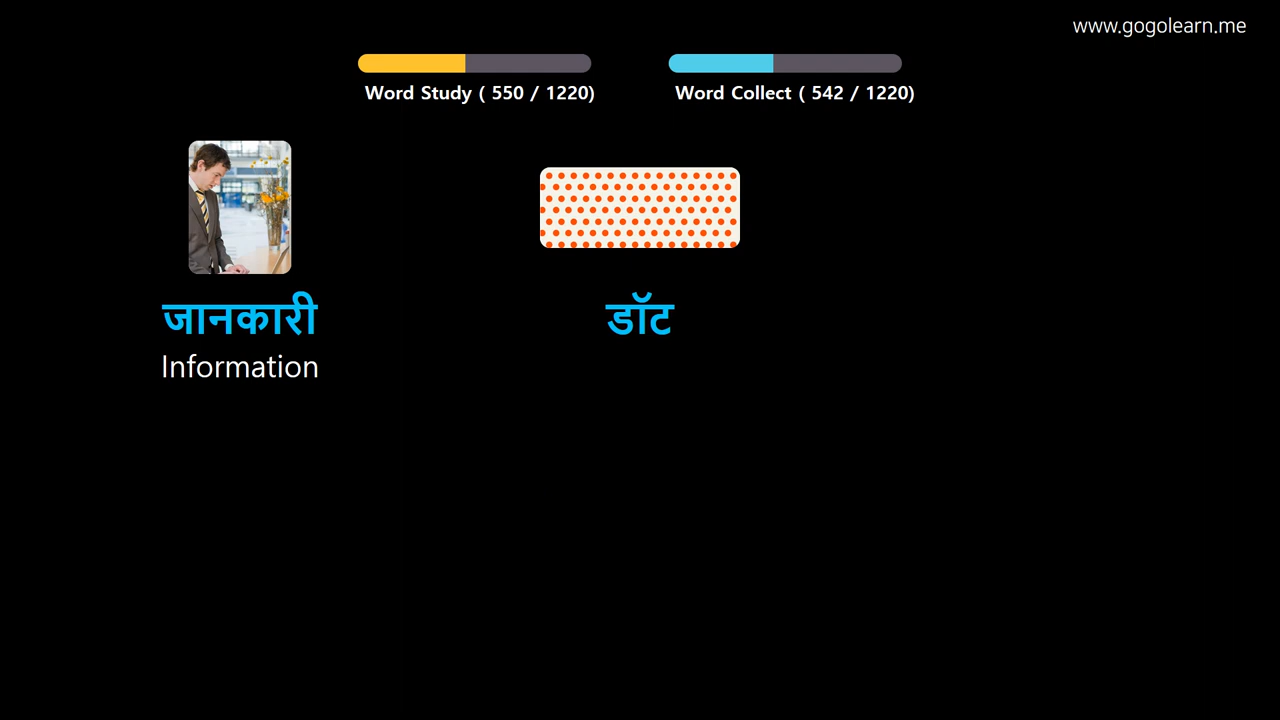 www.gogolearn.me
Word Study ( 550 / 1220)
Word Collect ( 542 / 1220)
जानकारी
Information
डॉट